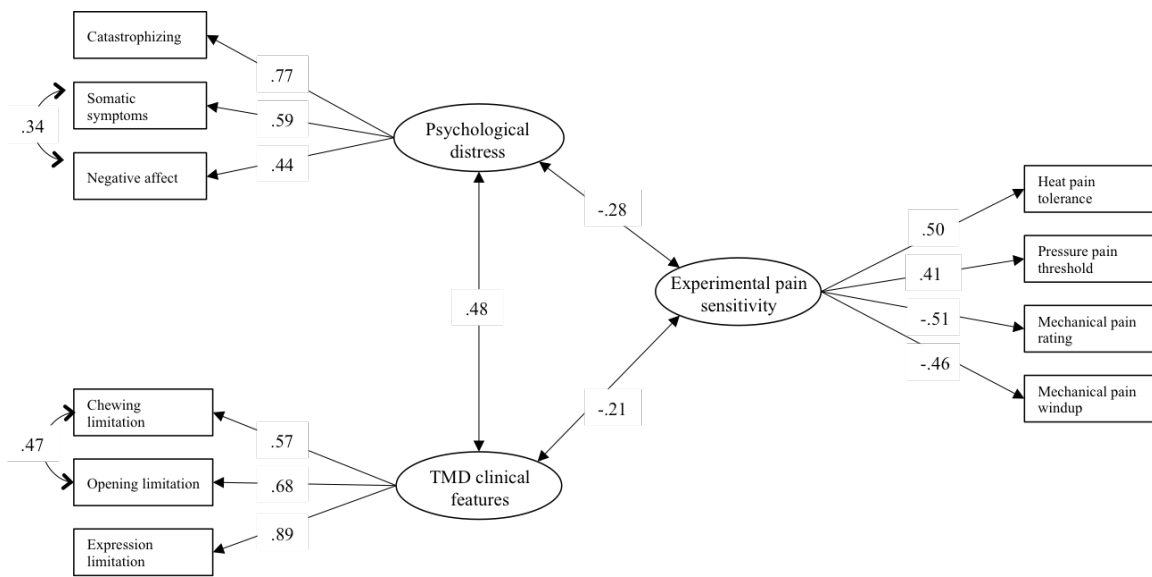 Catastrophizing
.77
Somatic
symptoms
.59
.34
Negative affect
.44
Psychological
distress
-.28
Heat pain
tolerance
.50
Pressure pain
threshold
.41
Experimental pain
sensitivity
.48
-.51
Mechanical pain
rating
-.46
Mechanical pain
windup
-.21
Chewing
limitation
.57
.47
Opening limitation
.68
TMD clinical
features
.89
Expression
limitation